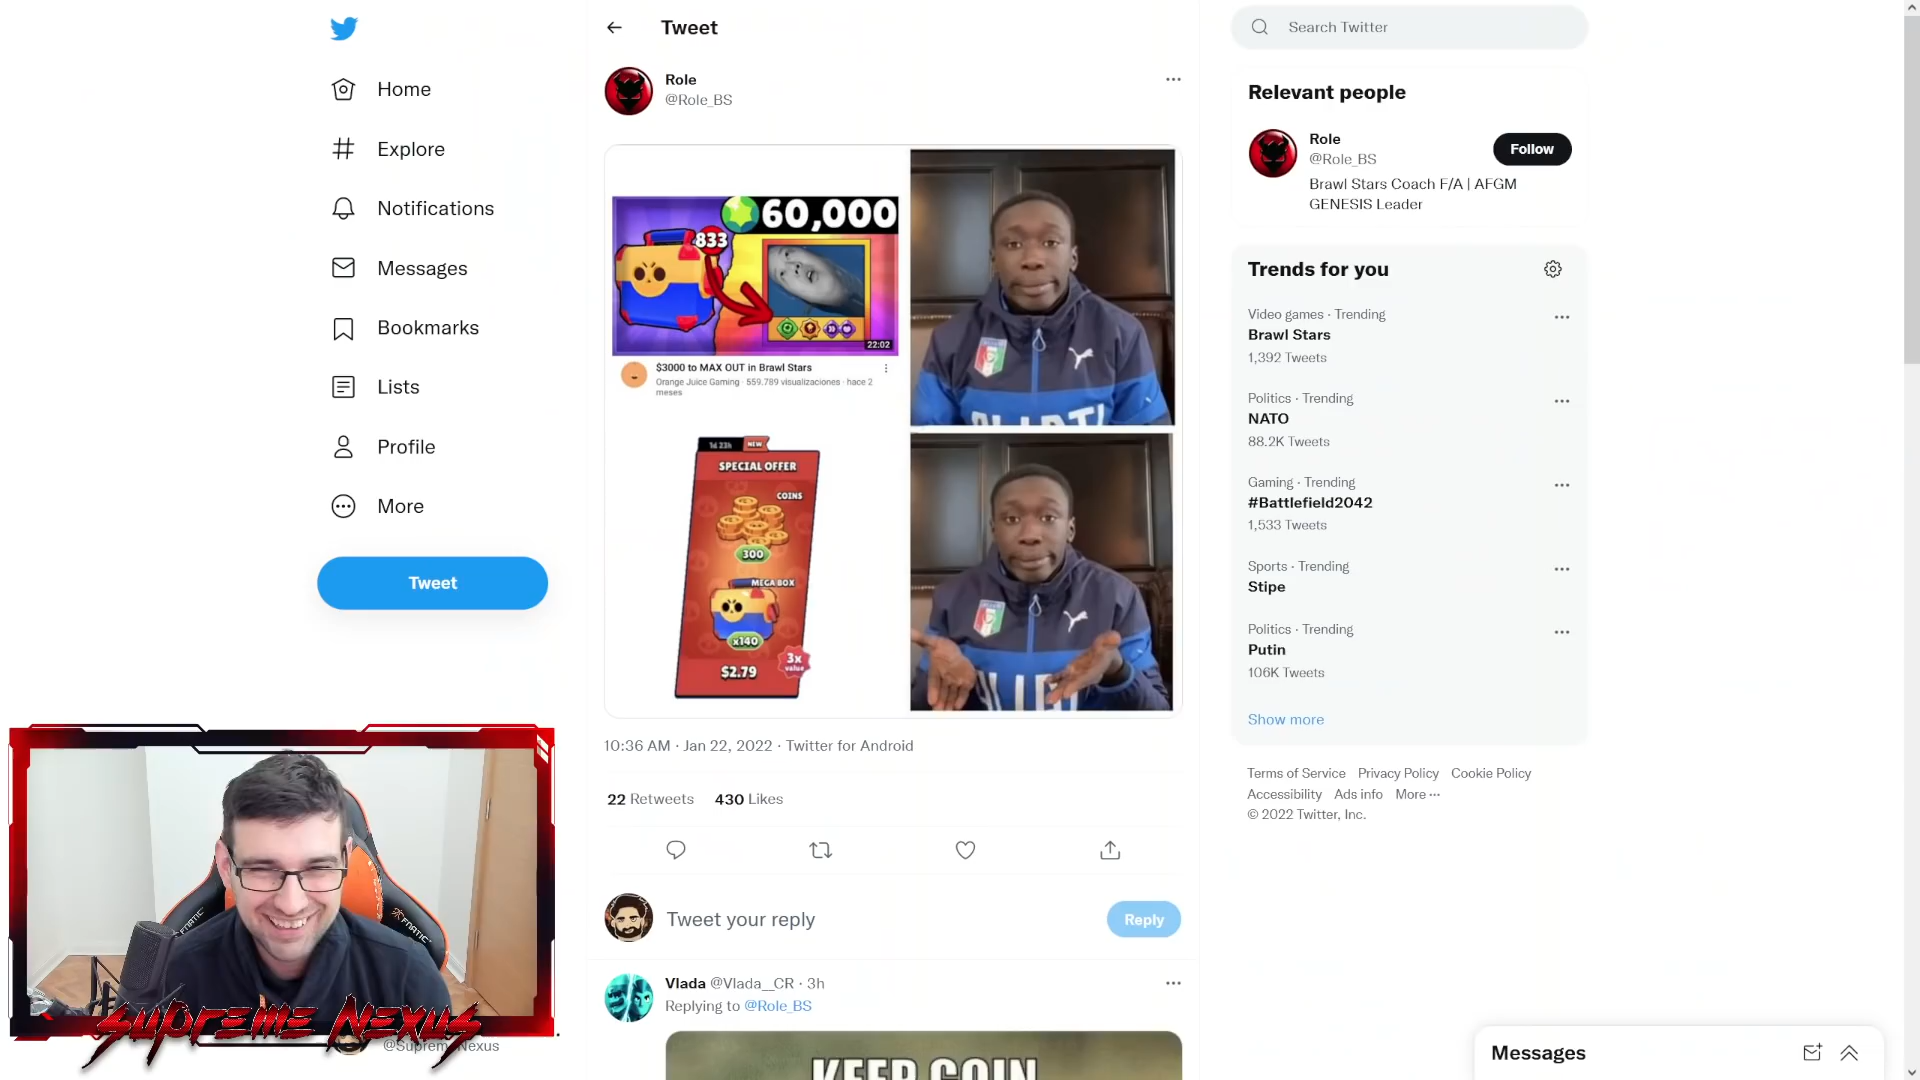 Home
Explore
Notifications
Messages
Bookmarks
Lists
Profile
More
Tweet
Tweet
Role
@Role_BS
60,000
833
22:02
$3000 to MAX OUT in Brawl Stars
Orange Juice Gaming · 559.789 visualizaciones · hace 2
meses
1d 23h NEW
SPECIAL OFFER
COINS
300
MEGA BOX
x140
$2.79
3x
value
10:36 AM · Jan 22, 2022 · Twitter for Android
22 Retweets 430 Likes
Tweet your reply
Reply
Vlada @Vlada__CR · 3h
Replying to @Role_BS
KEEP COIN
Search Twitter
Relevant people
Role
@Role_BS
Follow
Brawl Stars Coach F/A | AFGM
GENESIS Leader
Trends for you
Video games · Trending
Brawl Stars
1,392 Tweets
Politics · Trending
NATO
88.2K Tweets
Gaming · Trending
#Battlefield2042
1,533 Tweets
Sports · Trending
Stipe
Politics · Trending
Putin
106K Tweets
Show more
Terms of Service Privacy Policy Cookie Policy
Accessibility Ads info More ···
© 2022 Twitter, Inc.
Messages
FNATIC
FNATIC
SUPREME NEXUS